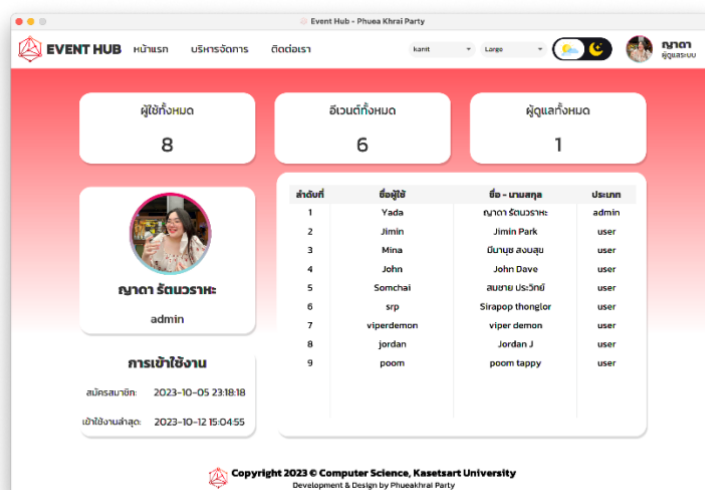 Event Hub - Phuea Khrai Party
EVENT HUB หน้าแรก บริหารจัดการ ติดต่อเรา kanit Large ญาดา
ผู้ดูแลระบบ
ผู้ใช้ทั้งหมด อีเวนต์ทั้งหมด ผู้ดูแลทั้งหมด
8 6 1
ญาดา รัตนวราหะ
admin
การเข้าใช้งาน
สมัครสมาชิก: 2023-10-05 23:18:18
เข้าใช้งานล่าสุด: 2023-10-12 15:04:55
ลำดับที่ ชื่อผู้ใช้ ชื่อ - นามสกุล ประเภท
1 Yada ญาดา รัตนวราหะ admin
2 Jimin Jimin Park user
3 Mina มีนานุช สงบสุข user
4 John John Dave user
5 Somchai สมชาย ประวิทย์ user
6 srp Sirapop thonglor user
7 viperdemon viper demon user
8 jordan Jordan J user
9 poom poom tappy user
Copyright 2023 © Computer Science, Kasetsart University
Development & Design by Phueakhrai Party